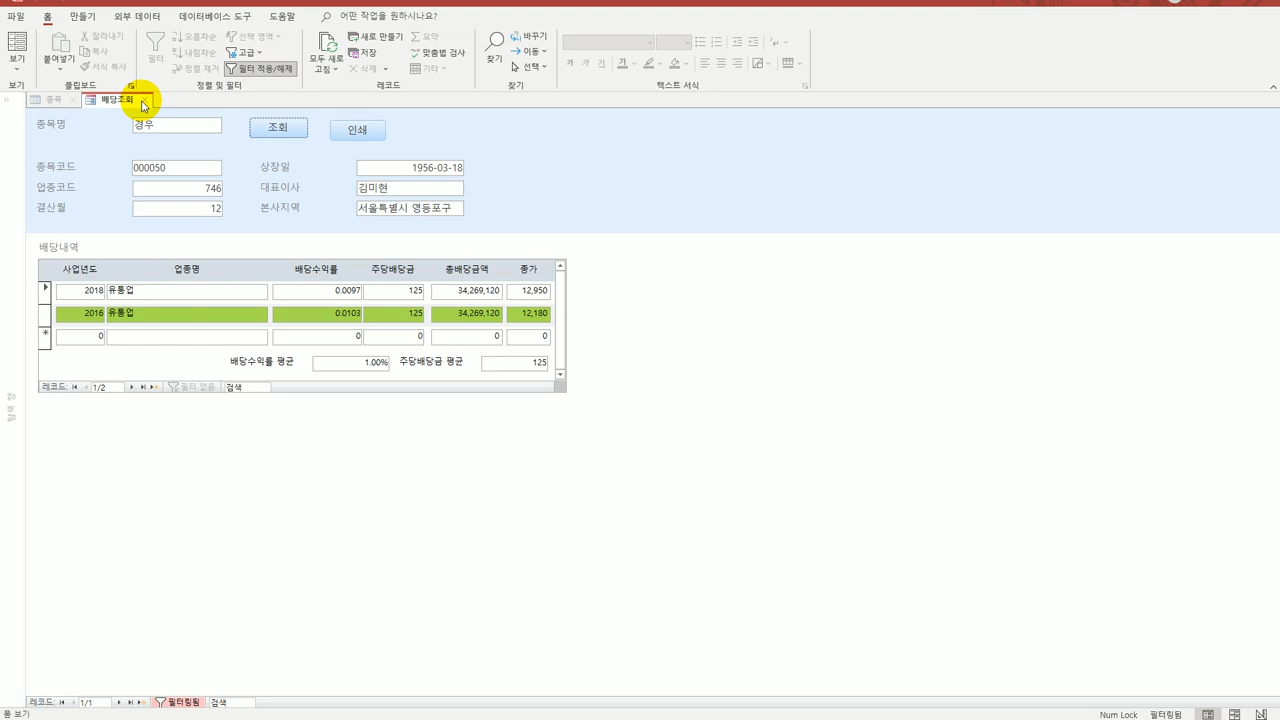 파일 홈 만들기 외부 데이터 데이터베이스 도구 도움말 어떤 작업을 원하시나요?
보기 붙여넣기 잘라내기 복사 서식 복사 클립보드
필터 오름차순 내림차순 정렬 제거 선택 영역 고급 필터 적용/해제 정렬 및 필터
모두 새로 고침 새로 만들기 저장 삭제 요약 맞춤법 검사 기타 레코드
찾기 바꾸기 이동 선택 찾기
가 가 가 가 가 텍스트 서식
종목 배당조회
종목명 경우 조회 인쇄
종목코드 000050 상장일 1956-03-18
업종코드 746 대표이사 김미현
결산월 12 본사지역 서울특별시 영등포구
배당내역
사업년도 업종명 배당수익률 주당배당금 총배당금액 종가
2018 유통업 0.0097 125 34,269,120 12,950
2016 유통업 0.0103 125 34,269,120 12,180
* 0 0 0 0 0
배당수익률 평균 1.00% 주당배당금 평균 125
레코드: 1/2 필터 없음 검색
탐색 창
레코드: 1/1 필터링됨 검색
폼 보기 Num Lock 필터링됨